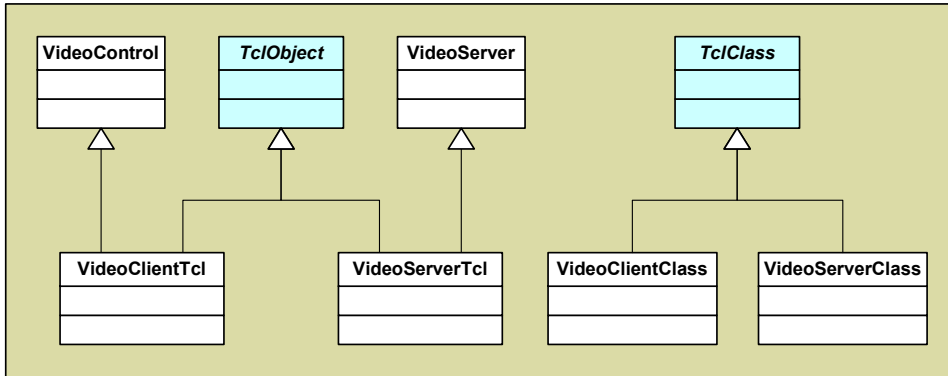 VideoControl
TclObject
VideoServer
TclClass
VideoClientTcl
VideoServerTcl
VideoClientClass
VideoServerClass